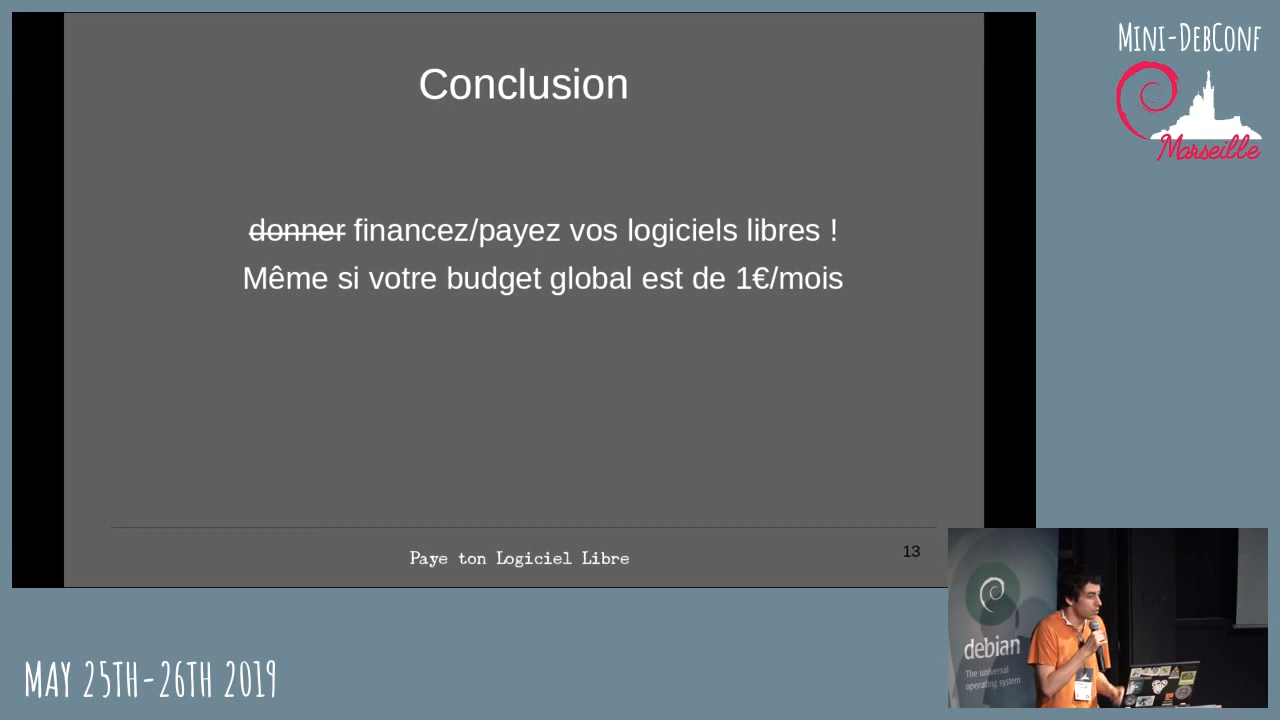 Mini-DebConf
Marseille
Conclusion
donner financez/payez vos logiciels libres !
Même si votre budget global est de 1€/mois
Paye ton Logiciel Libre
13
debian
The universal
operating system
May 25th-26th 2019